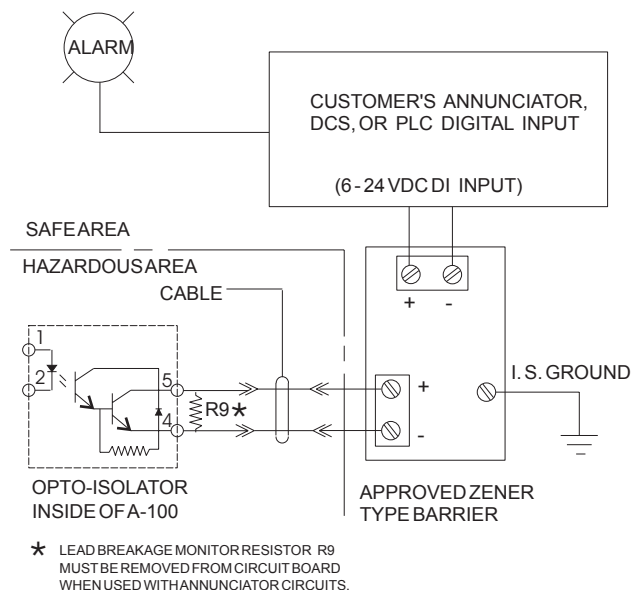 ALARM
CUSTOMER'S ANNUNCIATOR,
DCS, OR PLC DIGITAL INPUT
(6-24 VDC DI INPUT)
SAFE AREA
HAZARDOUS AREA
CABLE
+ -
1
2
5
4
R9*
+
-
I. S. GROUND
OPTO-ISOLATOR
INSIDE OF A-100
APPROVED ZENER
TYPE BARRIER
* LEAD BREAKAGE MONITOR RESISTOR R9
MUST BE REMOVED FROM CIRCUIT BOARD
WHEN USED WITH ANNUNCIATOR CIRCUITS.